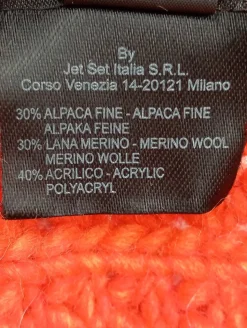 By
Jet Set Italia S.R.L.
Corso Venezia 14-20121 Milano
30% ALPACA FINE - ALPACA FINE
ALPAKA FEINE
30% LANA MERINO - MERINO WOOL
MERINO WOLLE
40% ACRILICO - ACRYLIC
POLYACRYL